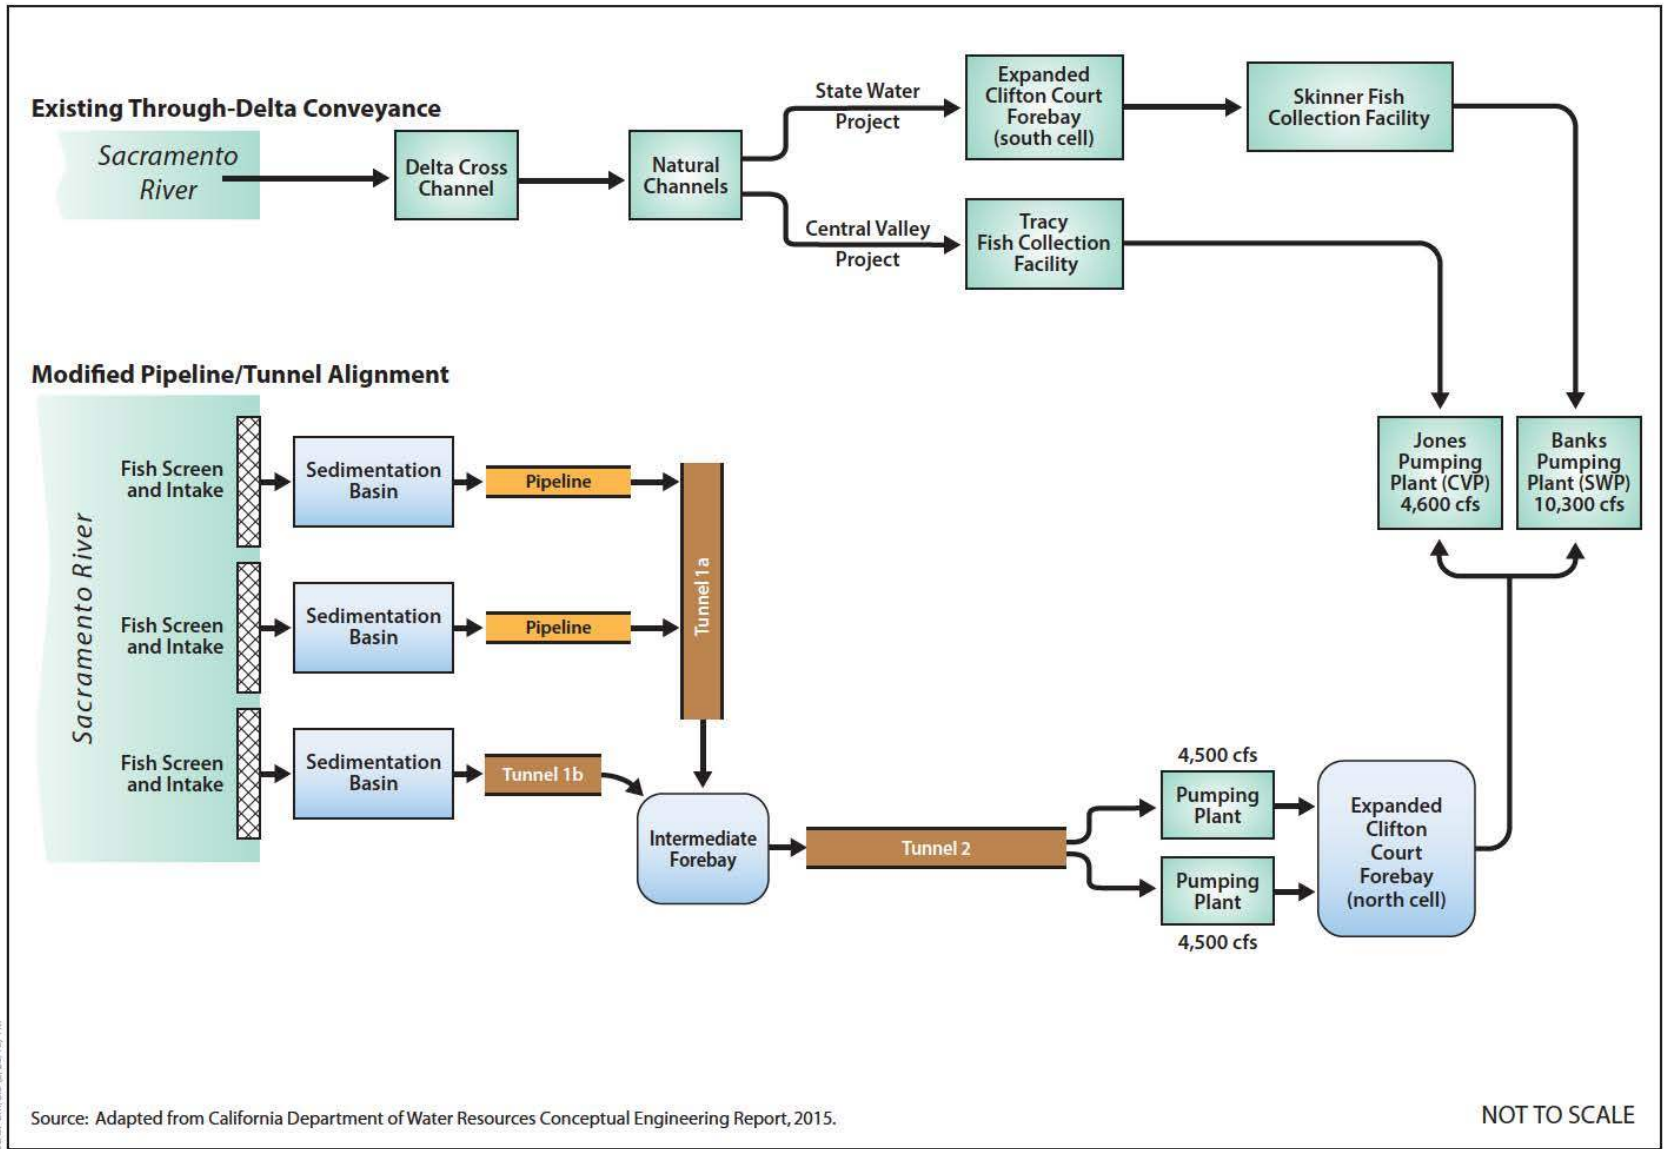 Existing Through-Delta Conveyance
Sacramento
River
Delta Cross
Channel
Natural
Channels
State Water
Project
Central Valley
Project
Expanded
Clifton Court
Forebay
(south cell)
Skinner Fish
Collection Facility
Tracy
Fish Collection
Facility
Jones
Pumping
Plant (CVP)
4,600 cfs
Banks
Pumping
Plant (SWP)
10,300 cfs
Modified Pipeline/Tunnel Alignment
Sacramento River
Fish Screen
and Intake
Sedimentation
Basin
Pipeline
Fish Screen
and Intake
Sedimentation
Basin
Pipeline
Tunnel 1a
Fish Screen
and Intake
Sedimentation
Basin
Tunnel 1b
Intermediate
Forebay
Tunnel 2
4,500 cfs
Pumping
Plant
Pumping
Plant
4,500 cfs
Expanded
Clifton
Court
Forebay
(north cell)
Source: Adapted from California Department of Water Resources Conceptual Engineering Report, 2015.
NOT TO SCALE